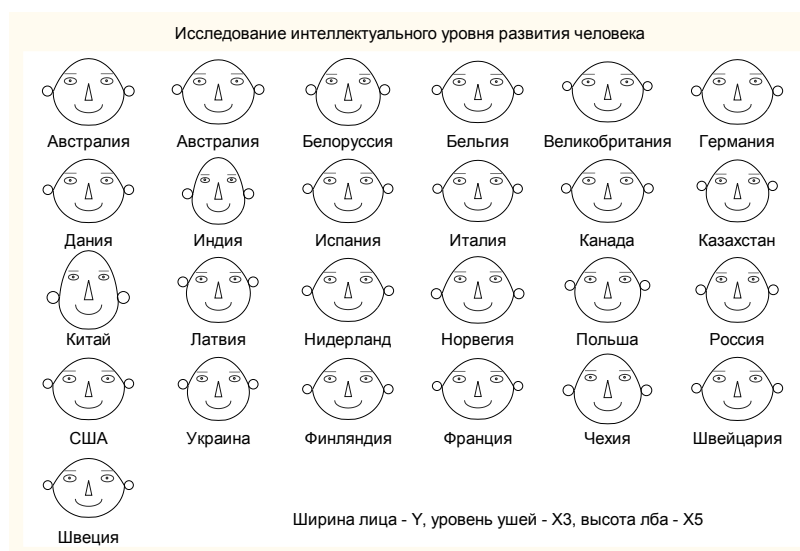 Исследование интеллектуального уровня развития человека
Австралия Австралия Белоруссия Бельгия Великобритания Германия
Дания Индия Испания Италия Канада Казахстан
Китай Латвия Нидерланд Норвегия Польша Россия
США Украина Финляндия Франция Чехия Швейцария
Швеция
Ширина лица - Y, уровень ушей - X3, высота лба - X5